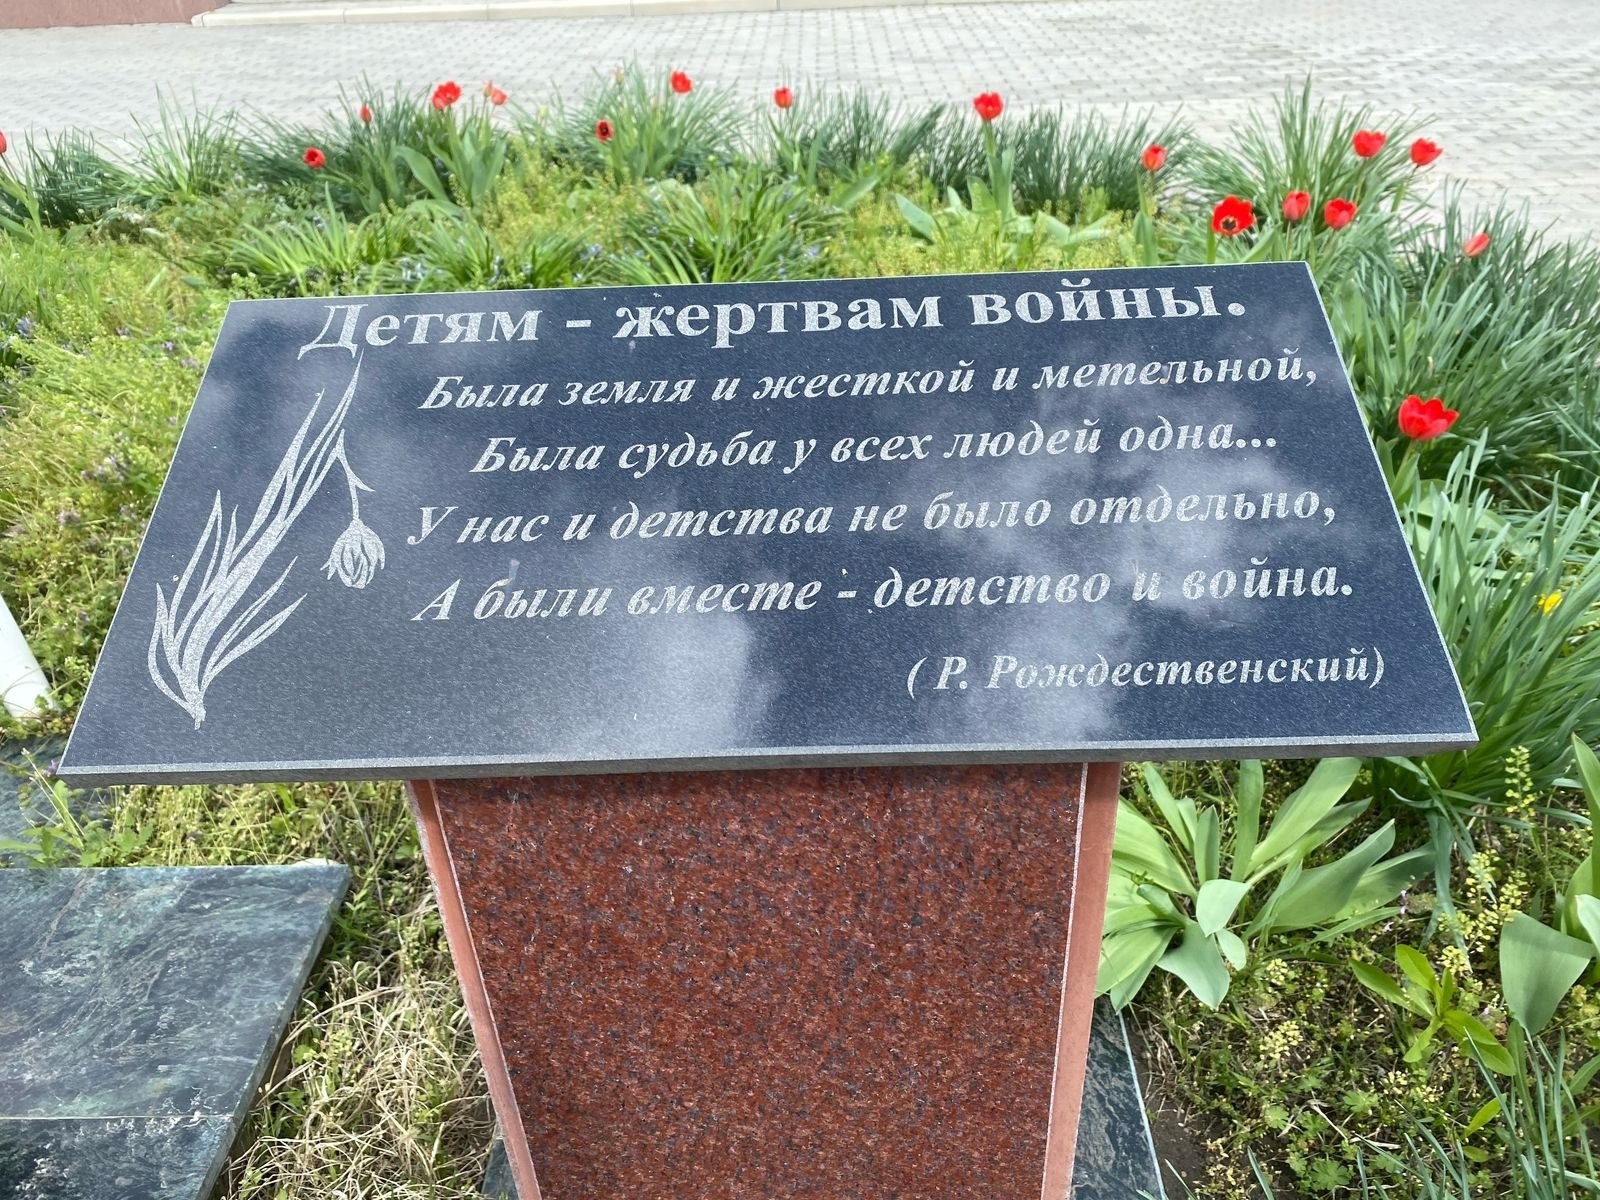 Детям - жертвам войны.
Была земля и жесткой и метельной,
Была судьба у всех людей одна...
У нас и детства не было отдельно,
А были вместе - детство и война.
( Р. Рождественский)